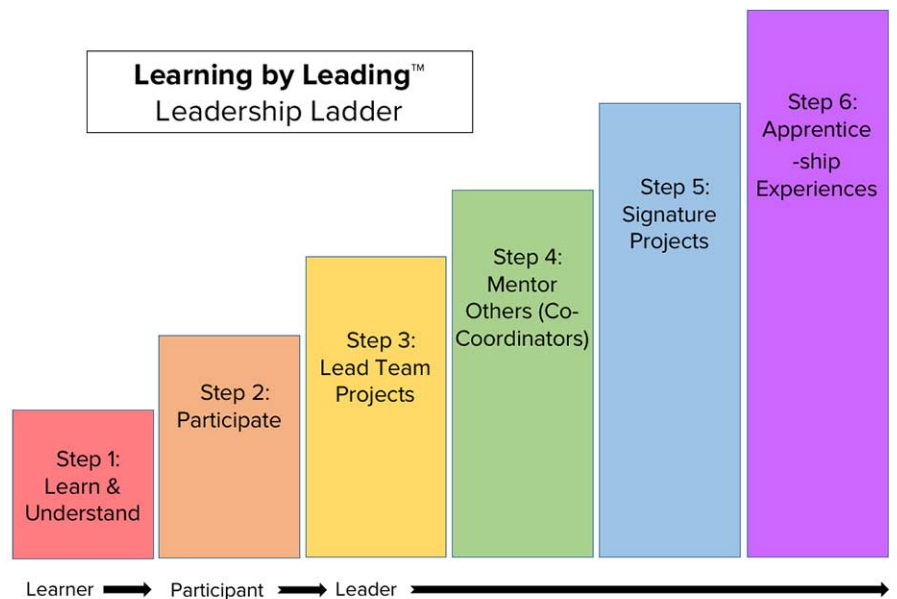 Learning by Leading™
Leadership Ladder
Step 1:
Learn &
Understand
Step 2:
Participate
Step 3:
Lead Team
Projects
Step 4:
Mentor
Others (Co-
Coordinators)
Step 5:
Signature
Projects
Step 6:
Apprentice
-ship
Experiences
Learner
Participant
Leader